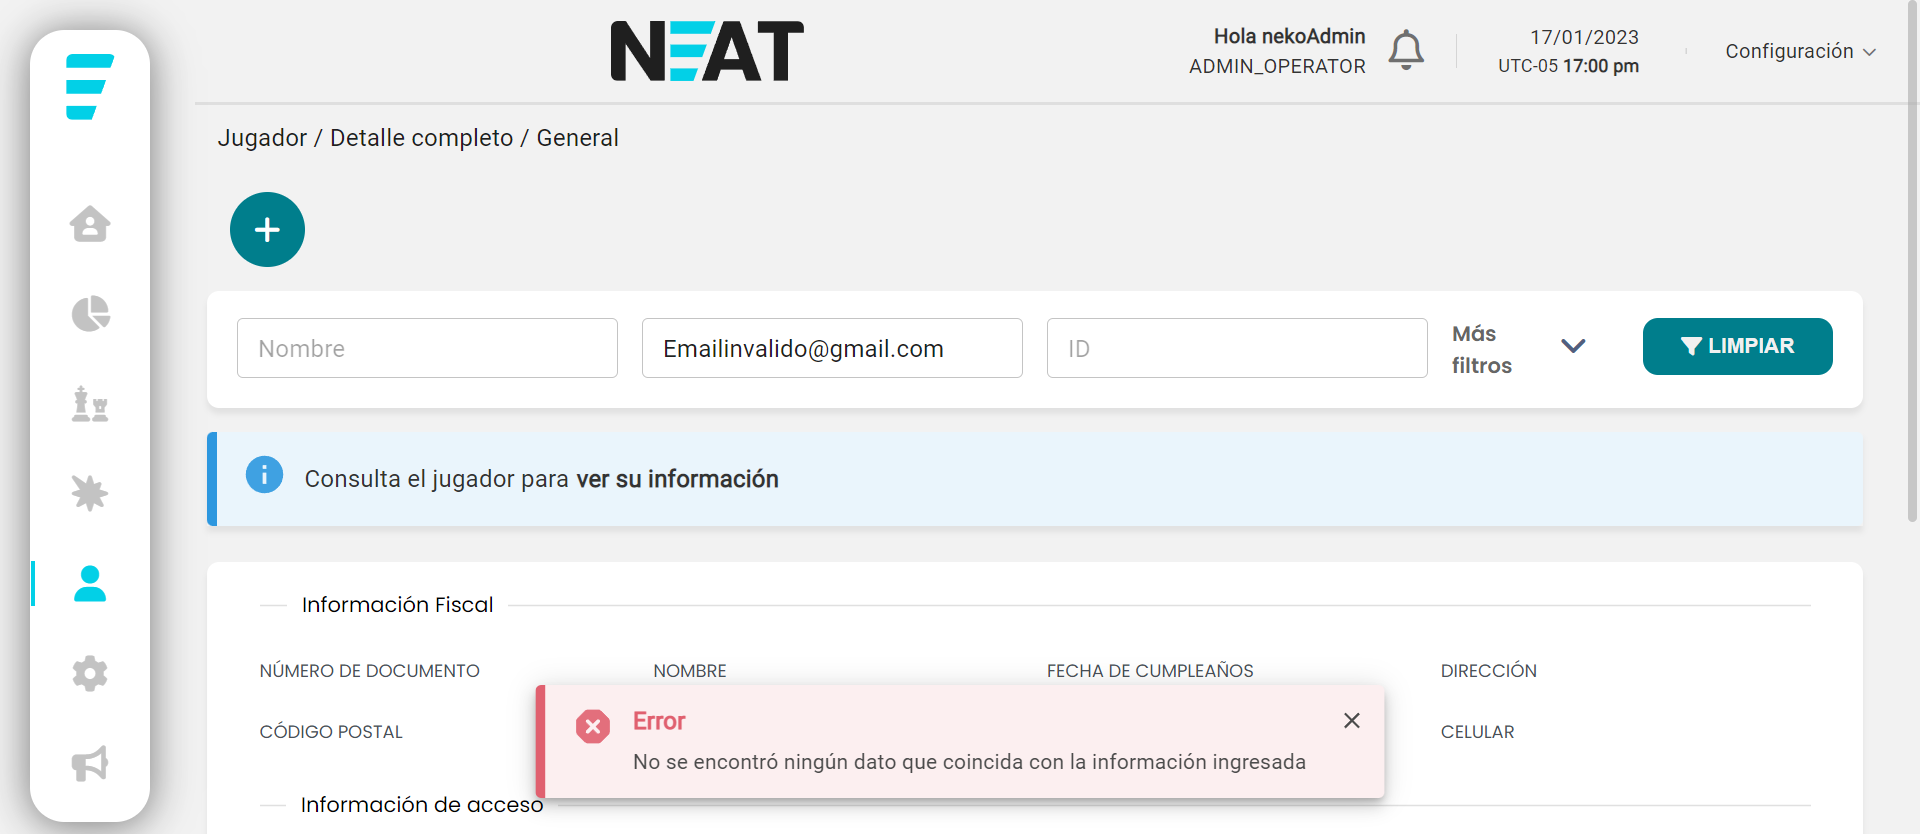 NEAT
Hola nekoAdmin
ADMIN_OPERATOR
17/01/2023
UTC-05 17:00 pm
Configuración
Jugador / Detalle completo / General
Nombre
Emailinvalido@gmail.com
ID
Más
filtros
LIMPIAR
Consulta el jugador para ver su información
Información Fiscal
NÚMERO DE DOCUMENTO
NOMBRE
FECHA DE CUMPLEAÑOS
DIRECCIÓN
CÓDIGO POSTAL
CELULAR
Error
No se encontró ningún dato que coincida con la información ingresada
Información de acceso